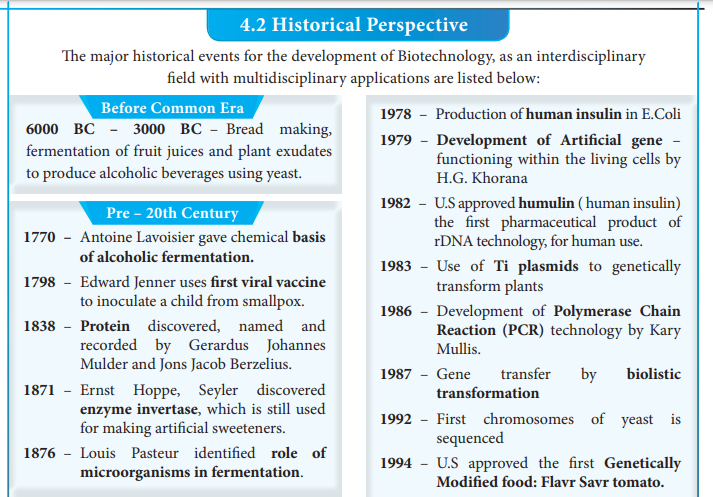 4.2 Historical Perspective
The major historical events for the development of Biotechnology, as an interdisciplinary
field with multidisciplinary applications are listed below:
Before Common Era
6000 BC – 3000 BC – Bread making,
fermentation of fruit juices and plant exudates
to produce alcoholic beverages using yeast.
Pre – 20th Century
1770 – Antoine Lavoisier gave chemical basis
of alcoholic fermentation.
1798 – Edward Jenner uses first viral vaccine
to inoculate a child from smallpox.
1838 – Protein discovered, named and
recorded by Gerardus Johannes
Mulder and Jons Jacob Berzelius.
1871 – Ernst Hoppe, Seyler discovered
enzyme invertase, which is still used
for making artificial sweeteners.
1876 – Louis Pasteur identified role of
microorganisms in fermentation.
1978 – Production of human insulin in E.Coli
1979 – Development of Artificial gene –
functioning within the living cells by
H.G. Khorana
1982 – U.S approved humulin ( human insulin)
the first pharmaceutical product of
rDNA technology, for human use.
1983 – Use of Ti plasmids to genetically
transform plants
1986 – Development of Polymerase Chain
Reaction (PCR) technology by Kary
Mullis.
1987 – Gene transfer by biolistic
transformation
1992 – First chromosomes of yeast is
sequenced
1994 – U.S approved the first Genetically
Modified food: Flavr Savr tomato.